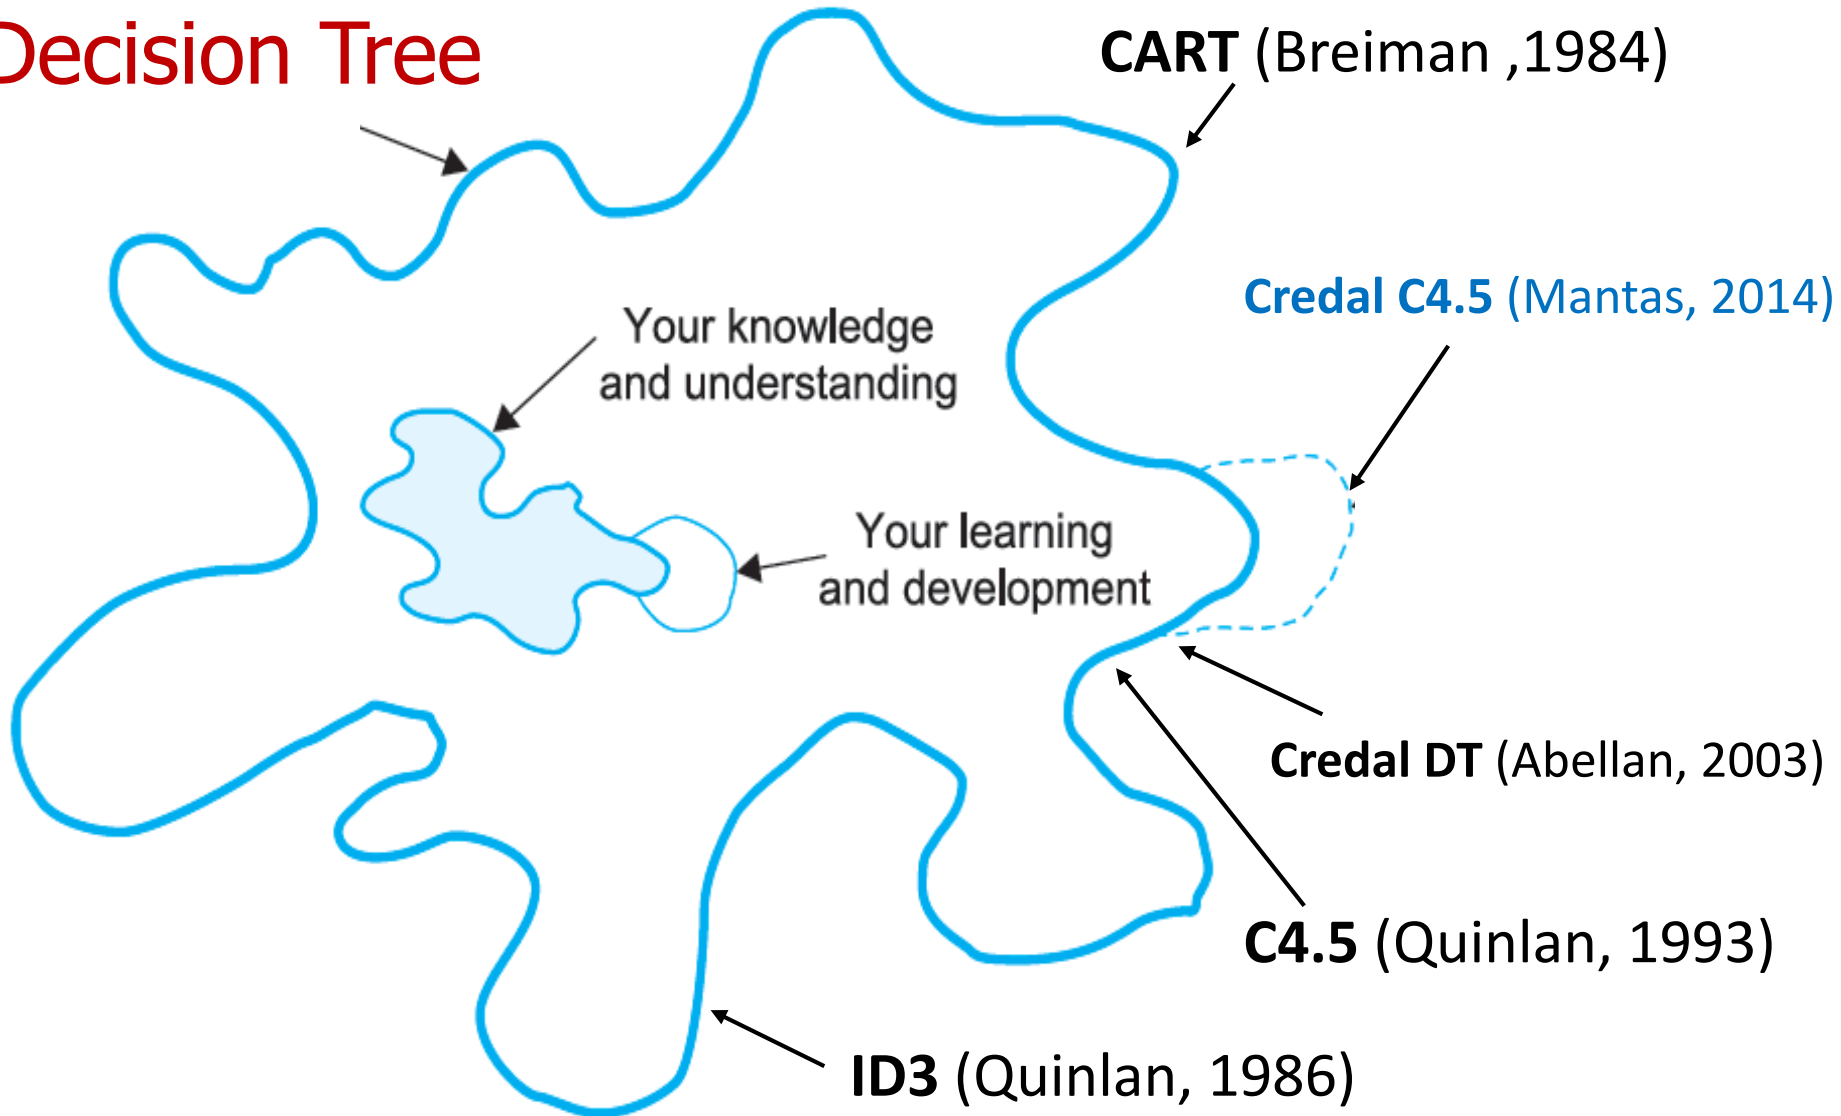 Decision Tree
CART (Breiman ,1984)
Credal C4.5 (Mantas, 2014)
Your knowledge
and understanding
Your learning
and development
Credal DT (Abellan, 2003)
C4.5 (Quinlan, 1993)
ID3 (Quinlan, 1986)